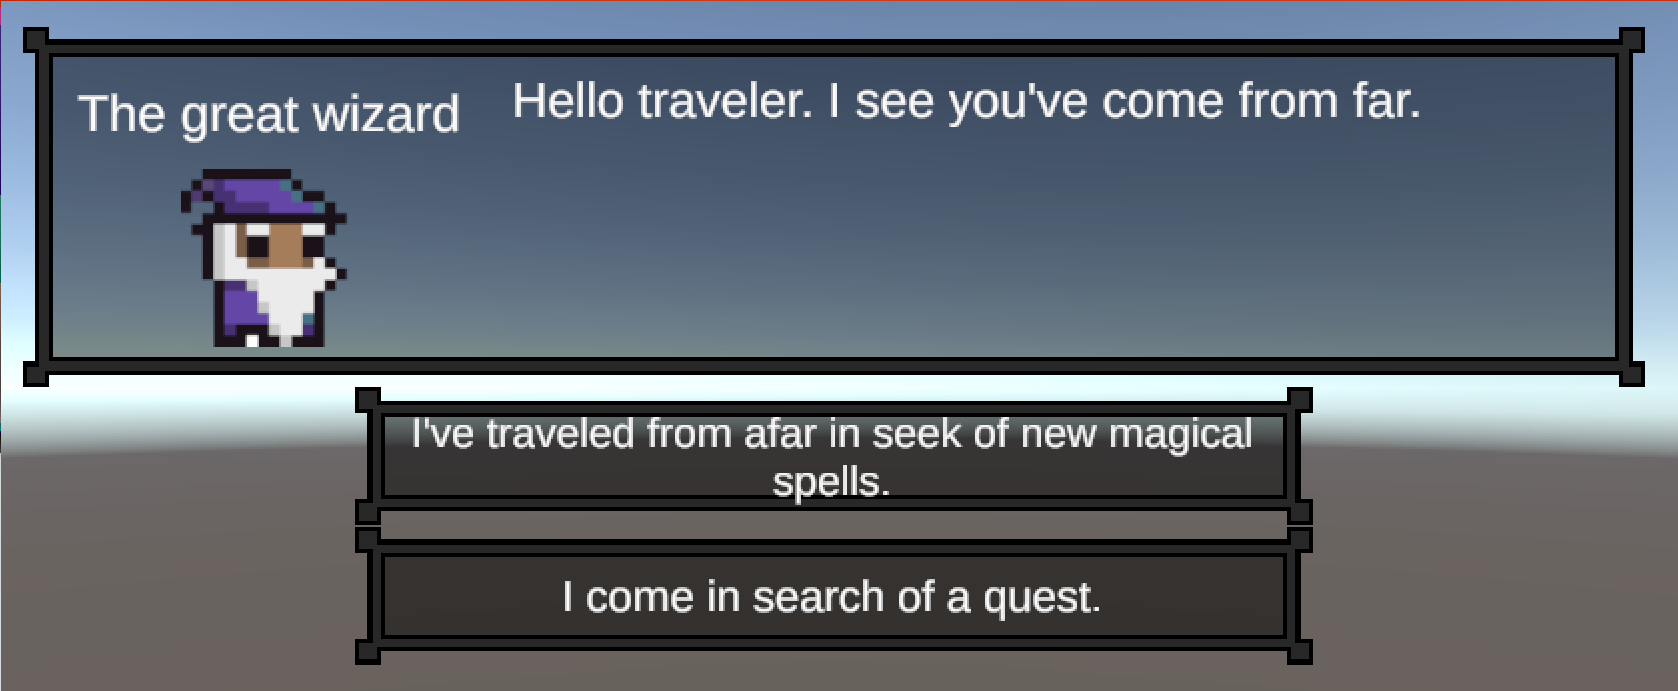 The great wizard
Hello traveler. I see you've come from far.
I've traveled from afar in seek of new magical
spells.
I come in search of a quest.